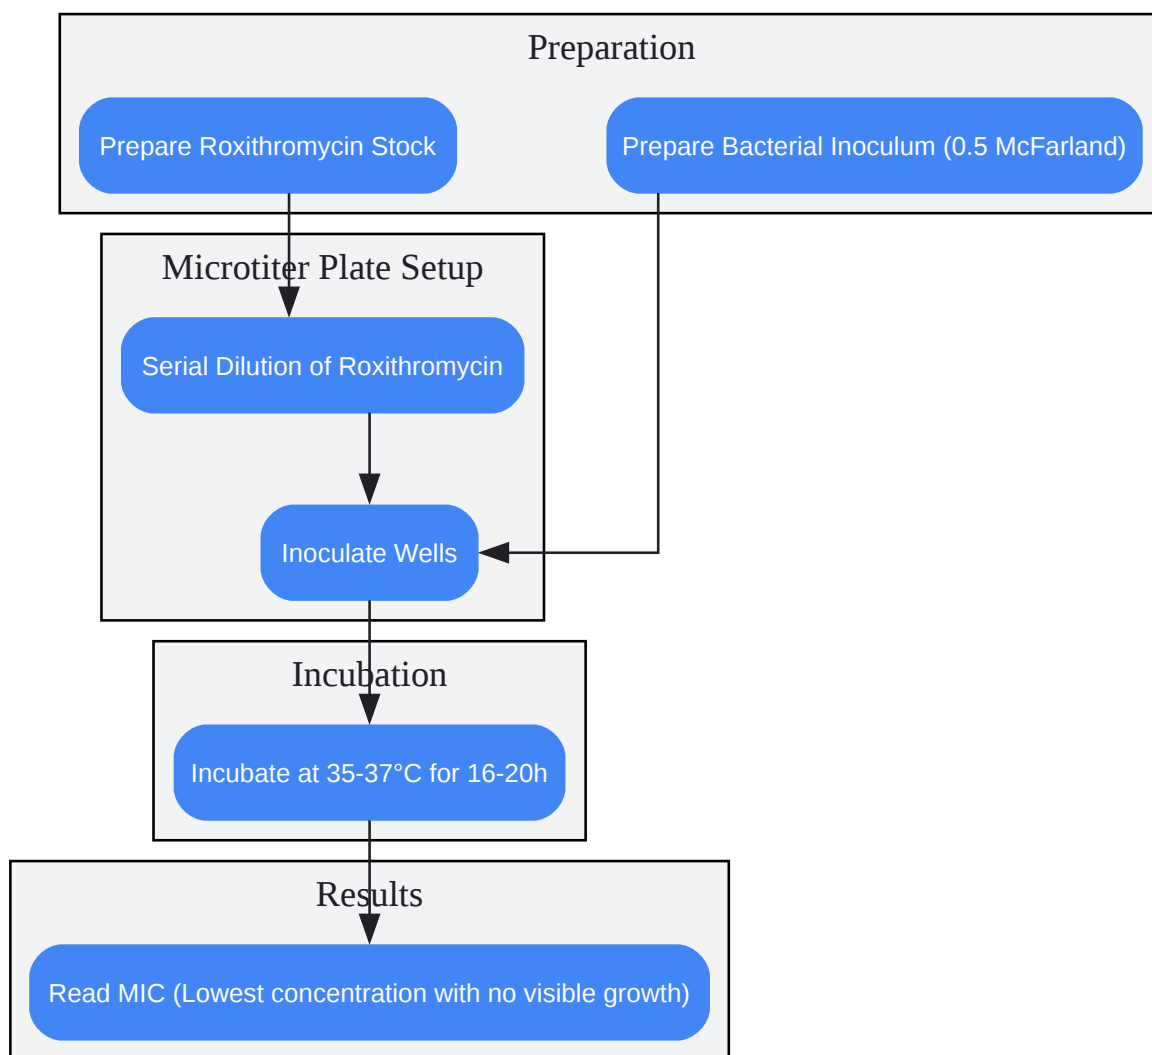 Preparation
Prepare Roxithromycin Stock
Prepare Bacterial Inoculum (0.5 McFarland)
Microtiter Plate Setup
Serial Dilution of Roxithromycin
Inoculate Wells
Incubation
Incubate at 35-37°C for 16-20h
Results
Read MIC (Lowest concentration with no visible growth)